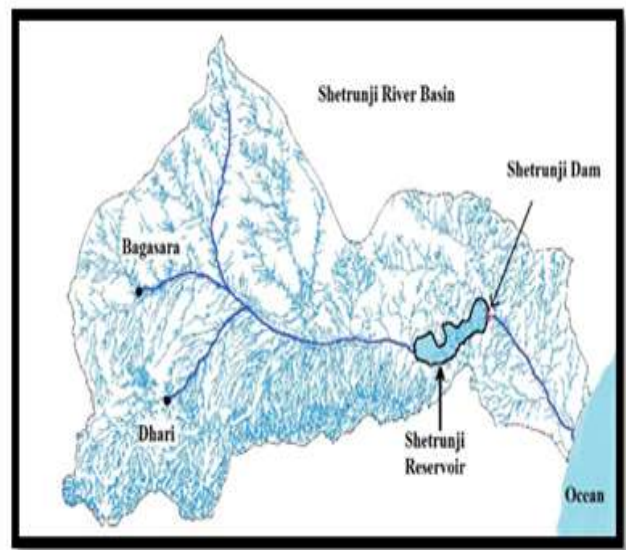 Shetrunji River Basin
Shetrunji Dam
Bagasara
Dhari
Shetrunji
Reservoir
Ocean